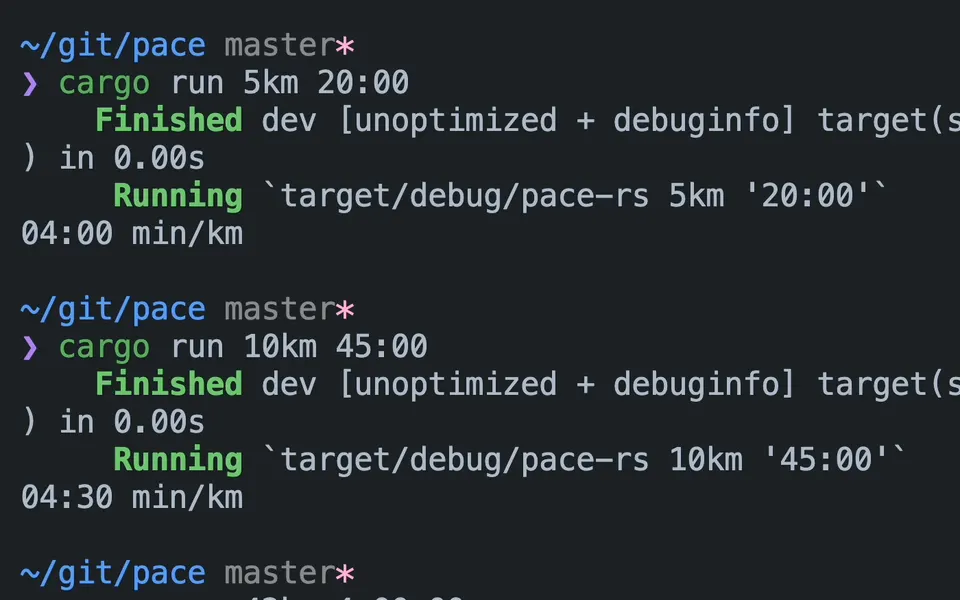 ~/git/pace master*
❯ cargo run 5km 20:00
    Finished dev [unoptimized + debuginfo] target(s
) in 0.00s
     Running `target/debug/pace-rs 5km '20:00'`
04:00 min/km
~/git/pace master*
❯ cargo run 10km 45:00
    Finished dev [unoptimized + debuginfo] target(s
) in 0.00s
     Running `target/debug/pace-rs 10km '45:00'`
04:30 min/km
~/git/pace master*